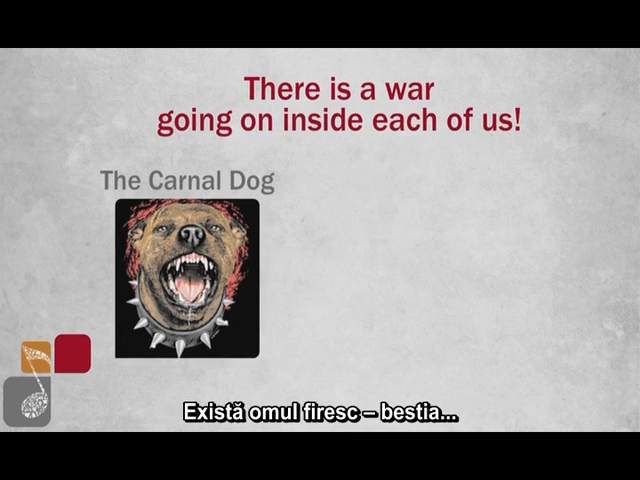 There is a war
going on inside each of us!
The Carnal Dog
Există omul firesc – bestia...